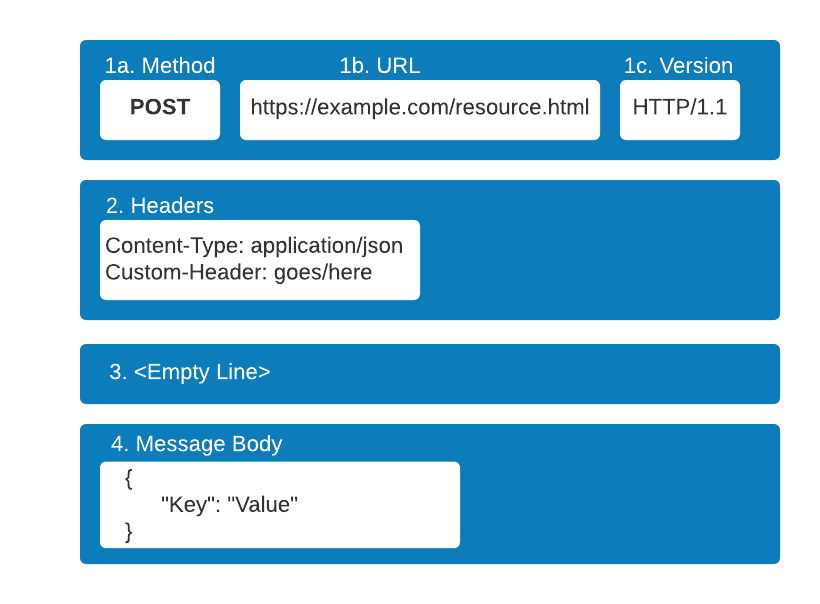 1a. Method 1b. URL 1c. Version
POST https://example.com/resource.html HTTP/1.1
2. Headers
Content-Type: application/json
Custom-Header: goes/here
3. <Empty Line>
4. Message Body
{
"Key": "Value"
}